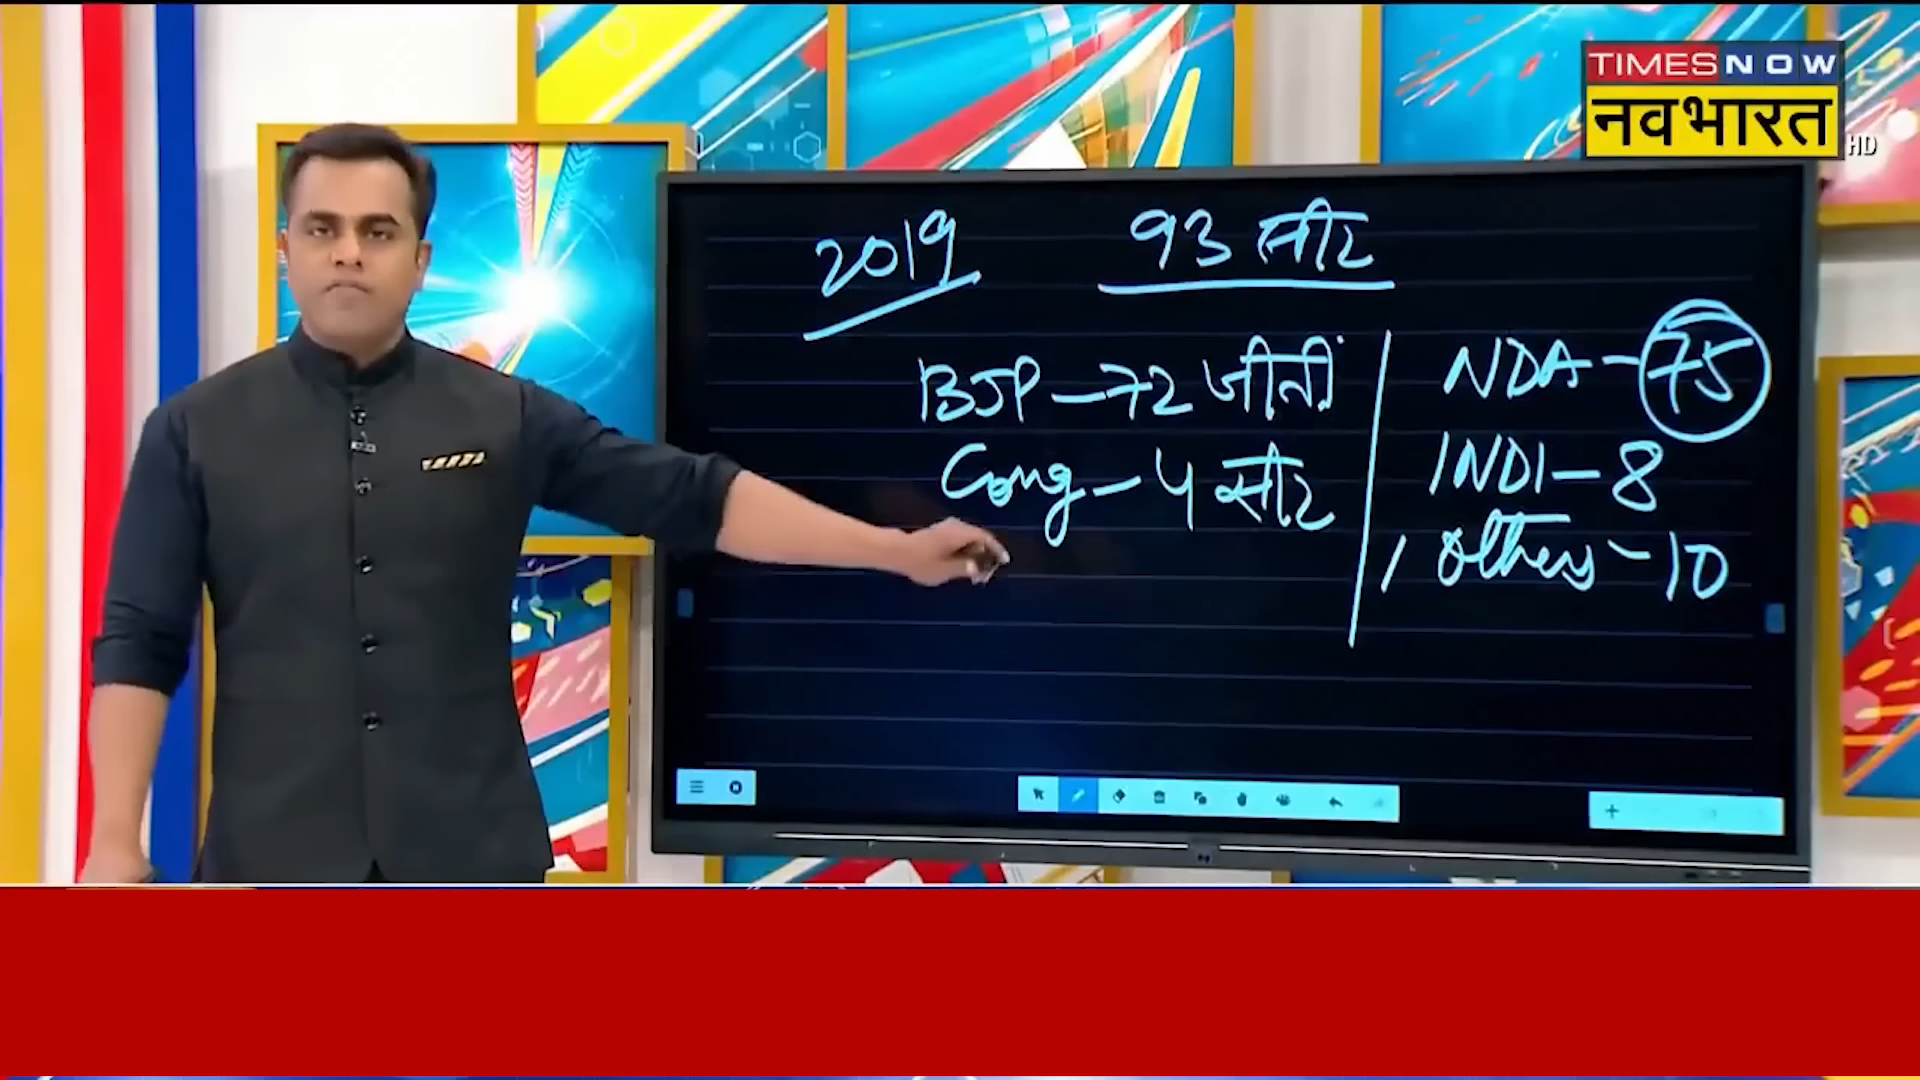 TIMES NOW
नवभारत
HD
2019 93 सीट
BJP - 72 जीतीं
Cong - 4 सीट
NDA - 75
INDI - 8
Others - 10